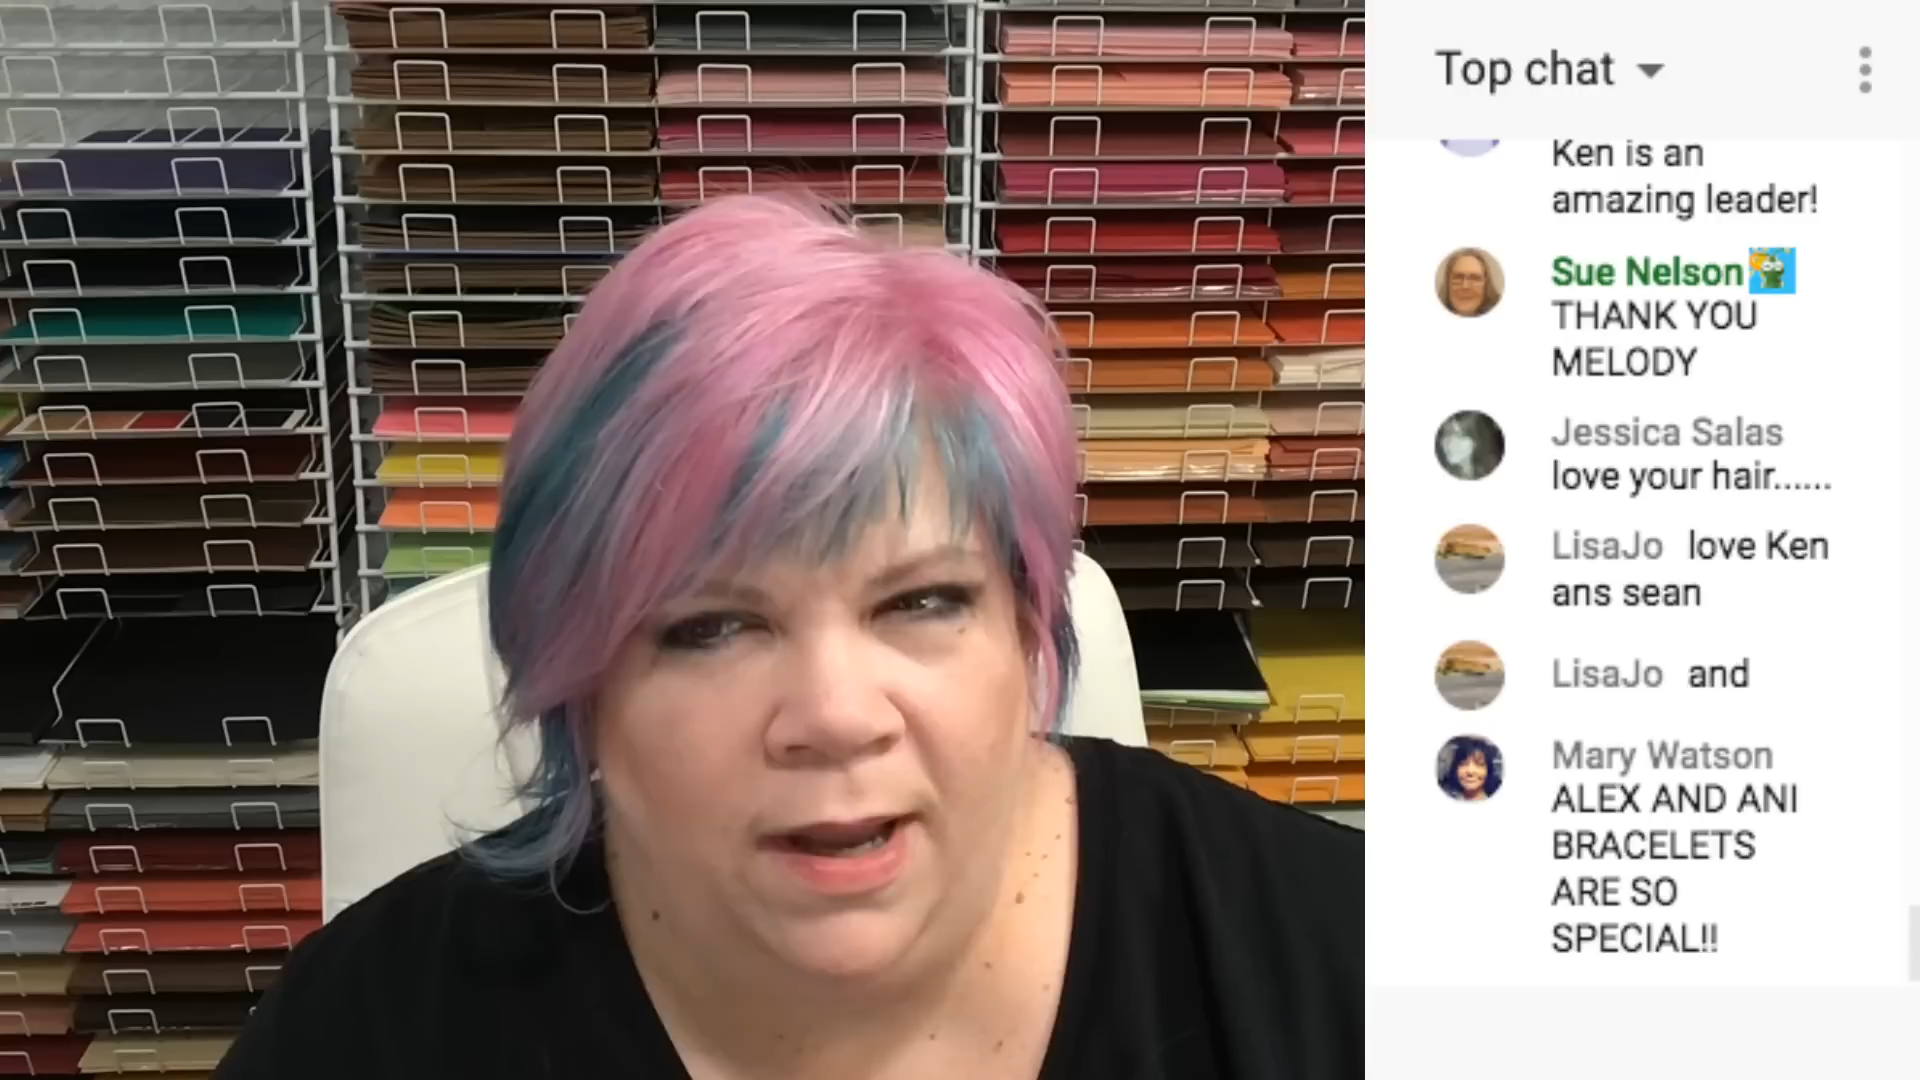 Top chat
Ken is an
amazing leader!
Sue Nelson
THANK YOU
MELODY
Jessica Salas
love your hair......
LisaJo love Ken
ans sean
LisaJo and
Mary Watson
ALEX AND ANI
BRACELETS
ARE SO
SPECIAL!!